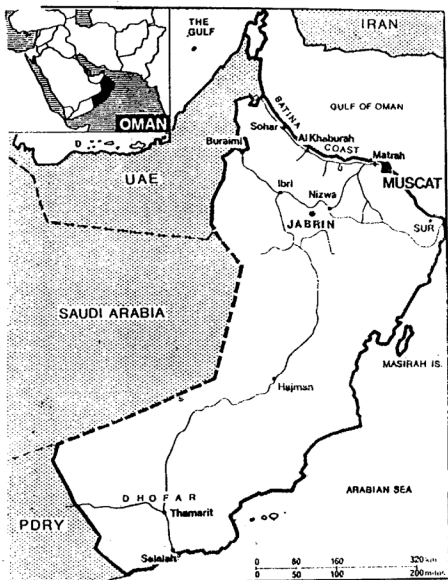 THE
GULF
IRAN
GULF OF OMAN
OMAN
BATINA
COAST
Sohar
Al Khaburah
Buraimi
Matrah
MUSCAT
UAE
Ibri
Nizwa
JABRIN
SUR
SAUDI ARABIA
MASIRAH IS.
Hajman
ARABIAN SEA
DHOFAR
Thamarit
PDRY
Salalah
0 80 160 320 km
0 50 100 200 miles